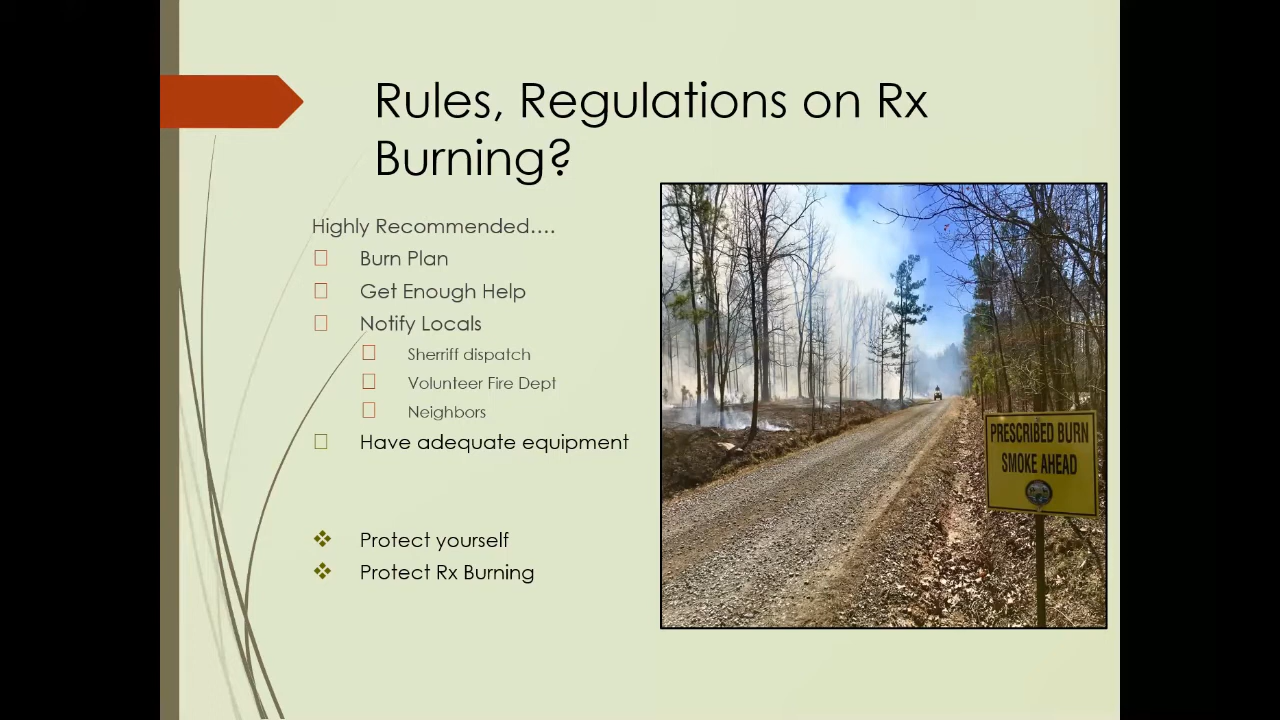 Rules, Regulations on Rx
Burning?
Highly Recommended....
Burn Plan
Get Enough Help
Notify Locals
Sherriff dispatch
Volunteer Fire Dept
Neighbors
Have adequate equipment
Protect yourself
Protect Rx Burning
PRESCRIBED BURN
SMOKE AHEAD